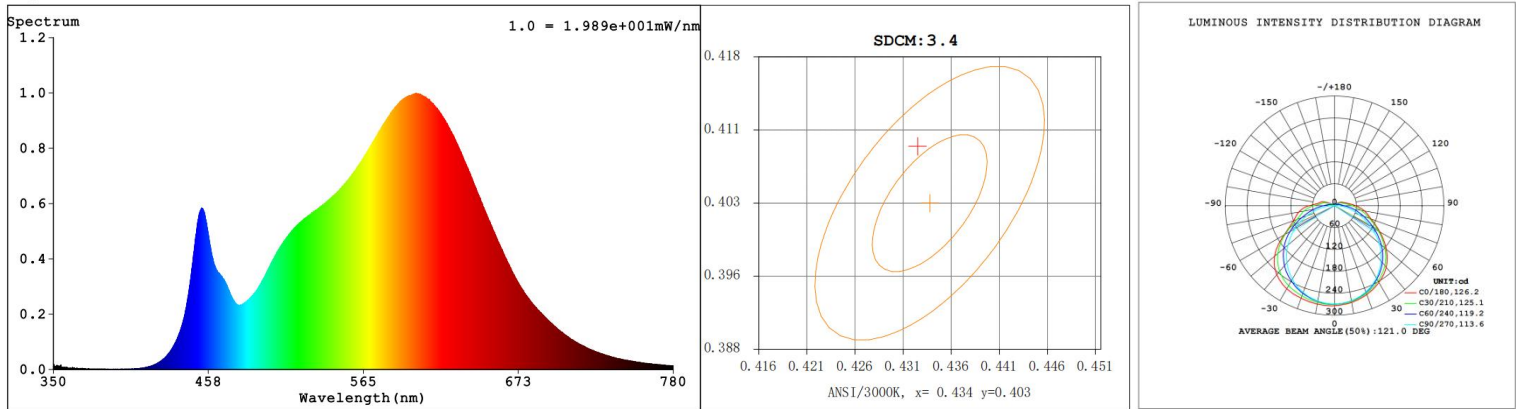 Spectrum
1.0 = 1.989e+001mW/nm
1.2
1.0
0.8
0.6
0.4
0.2
0.0
350 458 565 673 780
Wavelength(nm)
SDCM:3.4
0.418
0.411
0.403
0.396
0.388
0.416 0.421 0.426 0.431 0.433 0.436 0.441 0.446 0.451
ANSI/3000K, x= 0.434 y=0.403
LUMINOUS INTENSITY DISTRIBUTION DIAGRAM
-/+180
-150 150
-120 120
-90 0 90
60
120
-60 180 60
240
-30 300 30
0
UNIT:cd
C0/180,126.2
C30/210,125.1
C60/240,119.2
C90/270,113.6
AVERAGE BEAM ANGLE(50%):121.0 DEG